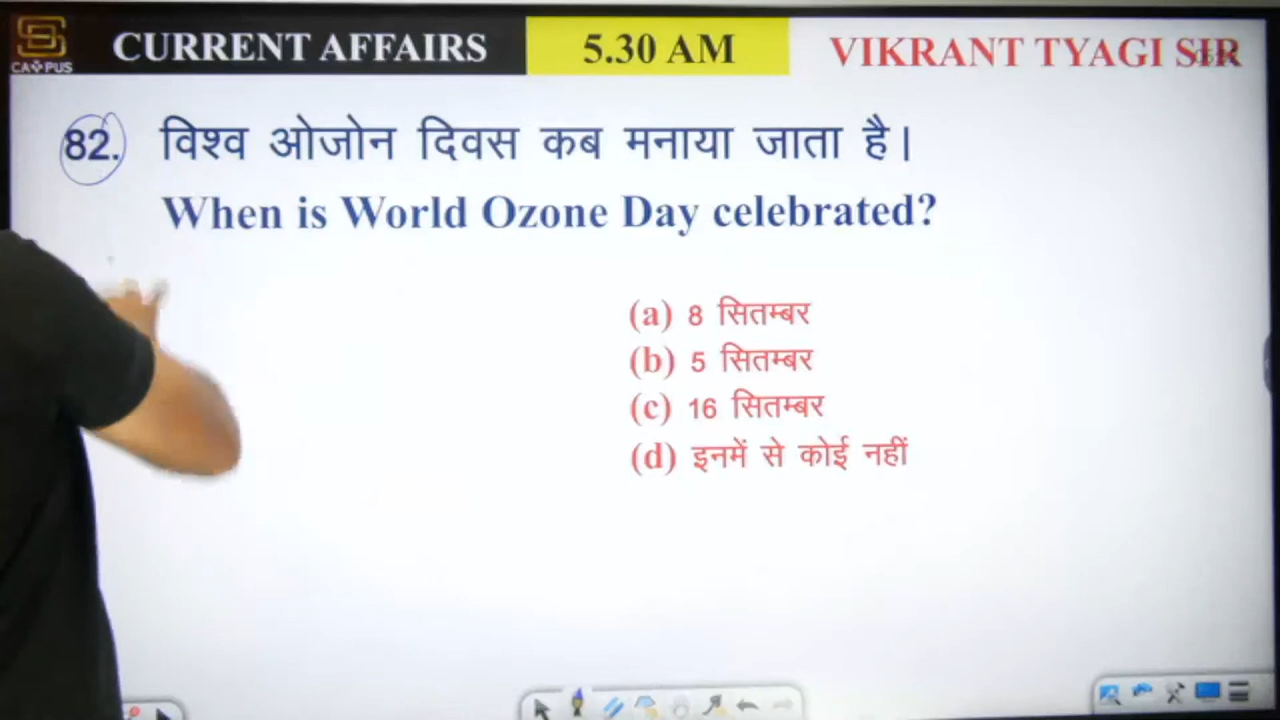 CAMPUS
CURRENT AFFAIRS
5.30 AM
VIKRANT TYAGI SIR
82. विश्व ओजोन दिवस कब मनाया जाता है।
When is World Ozone Day celebrated?
(a) 8 सितम्बर
(b) 5 सितम्बर
(c) 16 सितम्बर
(d) इनमें से कोई नहीं